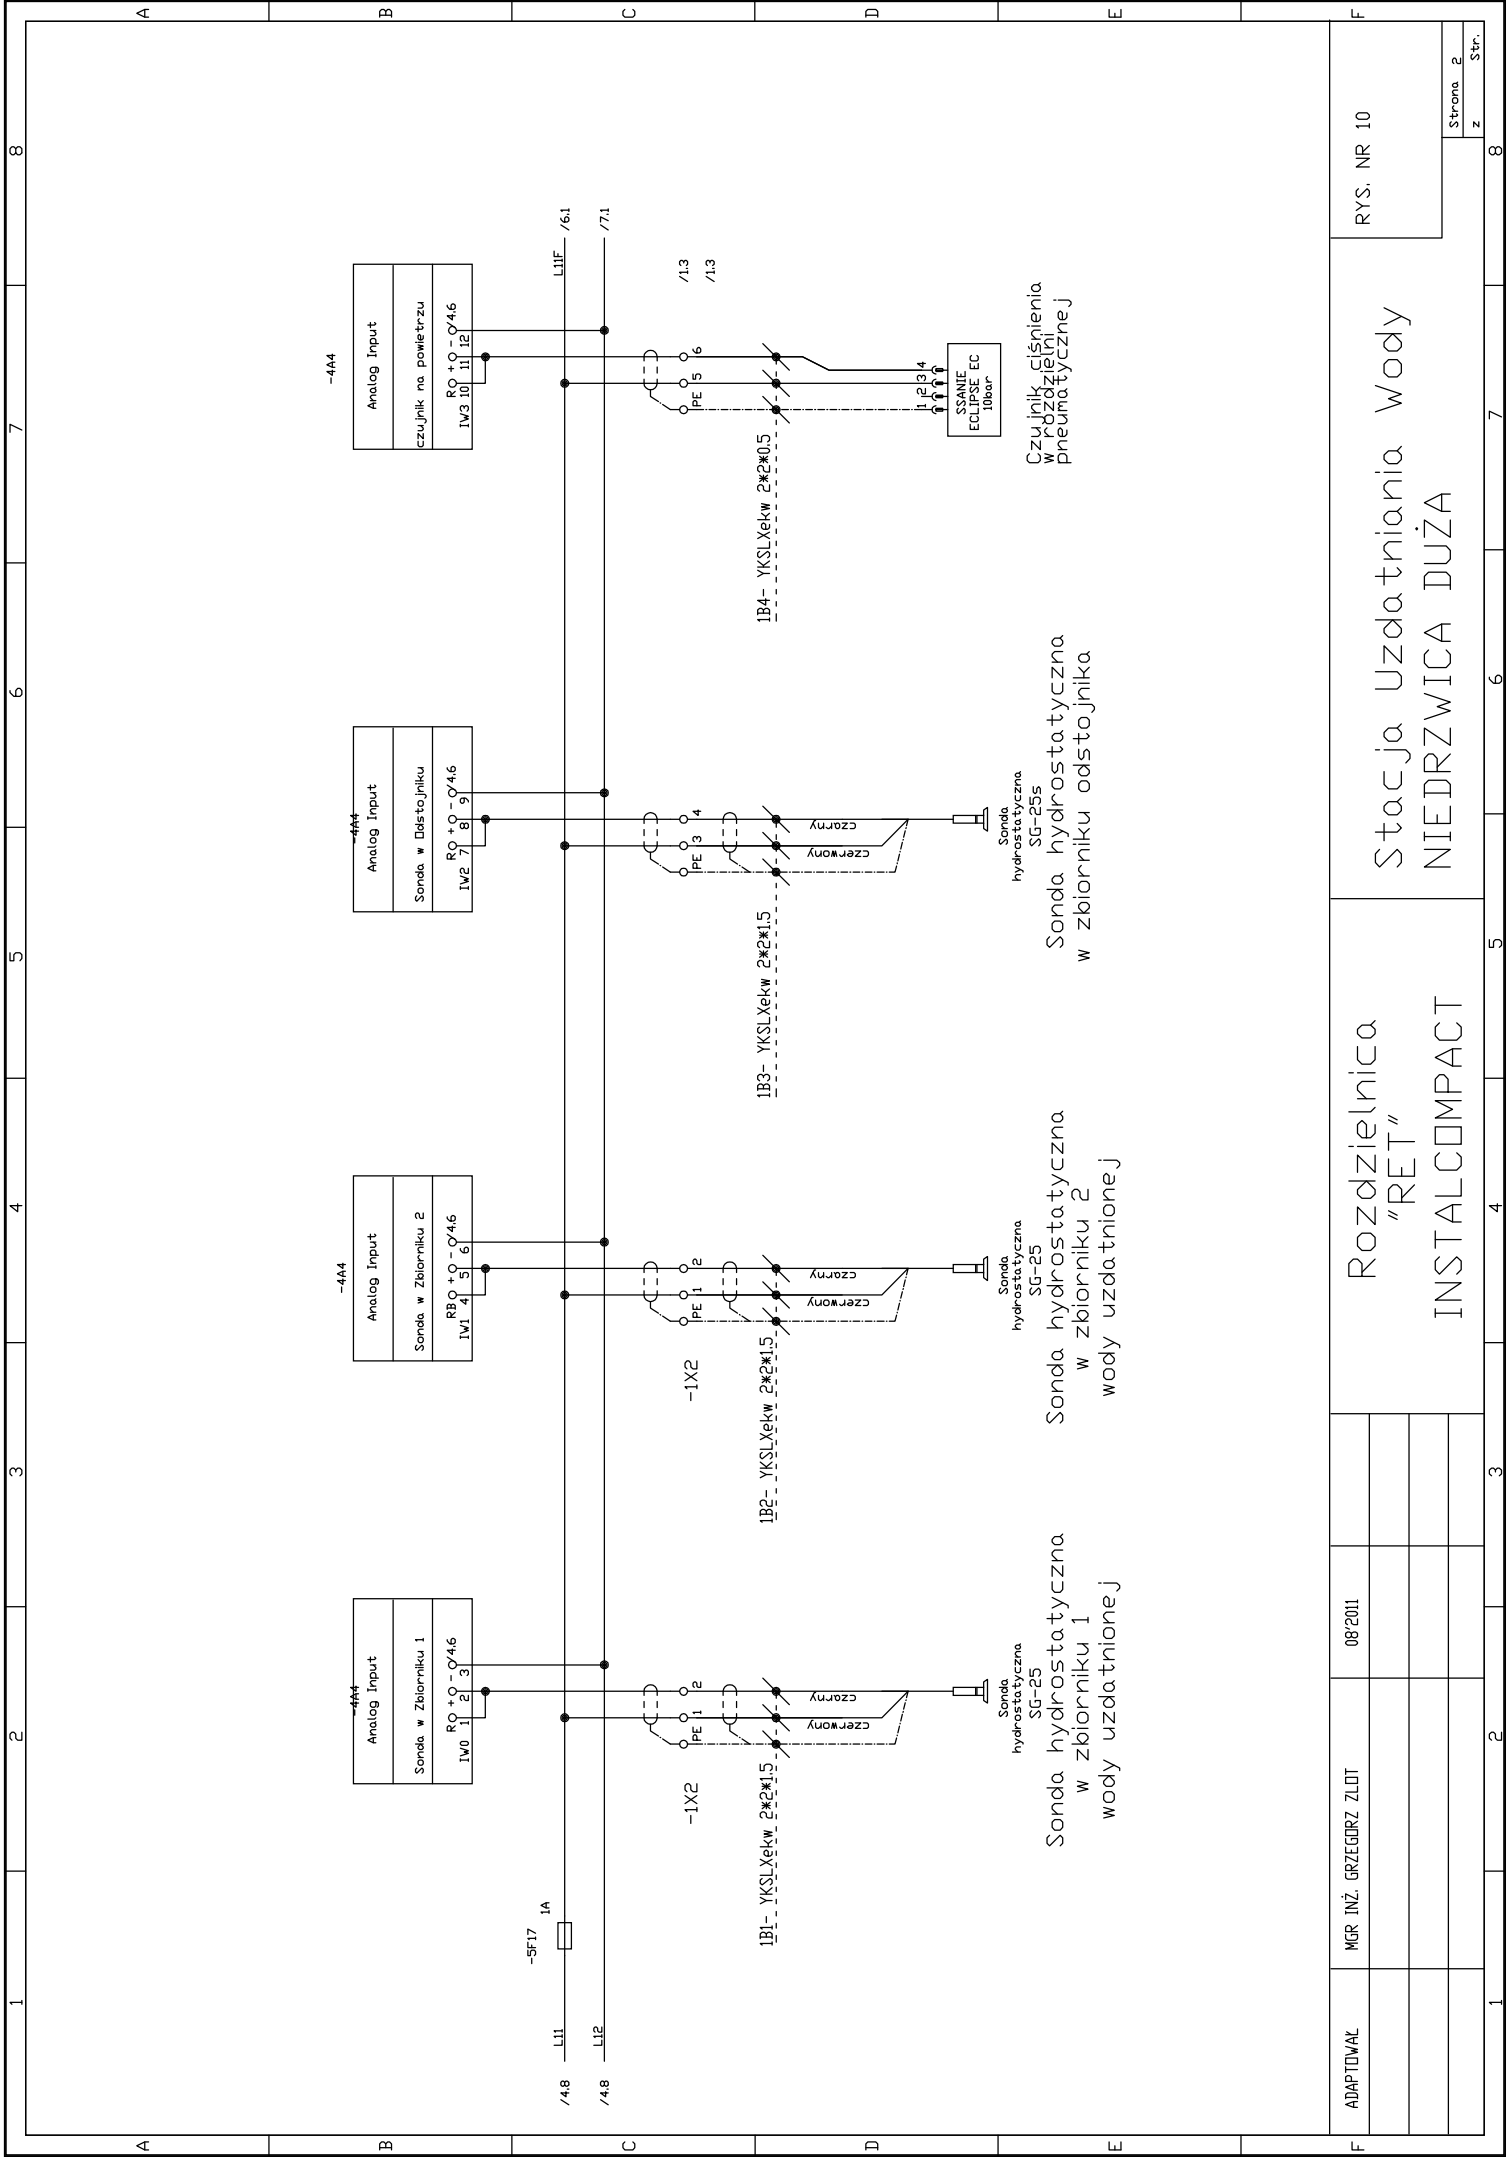 1 2 3 4 5 6 7 8
A
B
C
D
E
F
-4A4
Analog Input
Sonda w Zbiorniku 1
R + - /4.6
IW0 1 2 3
-4A4
Analog Input
Sonda w Zbiorniku 2
RB + - /4.6
IW1 4 5 6
-4A4
Analog Input
Sonda w Odstojniku
R + - /4.6
IW2 7 8 9
-4A4
Analog Input
czujnik na powietrzu
R + - /4.6
IW3 10 11 12
-5F17
1A
/4.8 L11
L11F /6.1
/4.8 L12
/7.1
-1X2
PE 1 2
-1X2
PE 1 2
PE 3 4
PE 5 6
/1.3
/1.3
1B1- YKSLXekw 2*2*1.5
1B2- YKSLXekw 2*2*1.5
1B3- YKSLXekw 2*2*1.5
1B4- YKSLXekw 2*2*0.5
czerwony
czarny
czerwony
czarny
czerwony
czarny
1 2 3 4
SSANIE
ECLIPSE EC
10bar
Sonda
hydrostatyczna
SG-25
Sonda hydrostatyczna
w zbiorniku 1
wody uzdatnionej
Sonda
hydrostatyczna
SG-25
Sonda hydrostatyczna
w zbiorniku 2
wody uzdatnionej
Sonda
hydrostatyczna
SG-25s
Sonda hydrostatyczna
w zbiorniku odstojnika
Czujnik ciśnienia
w rozdzielni
pneumatycznej
ADAPTOWAŁ
MGR INŻ. GRZEGORZ ZLOT
08'2011
Rozdzielnica
"RET"
INSTALCOMPACT
Stacja Uzdatniania Wody
NIEDRZWICA DUŻA
RYS. NR 10
Strona 2
z Str.
A
B
C
D
E
F
1 2 3 4 5 6 7 8